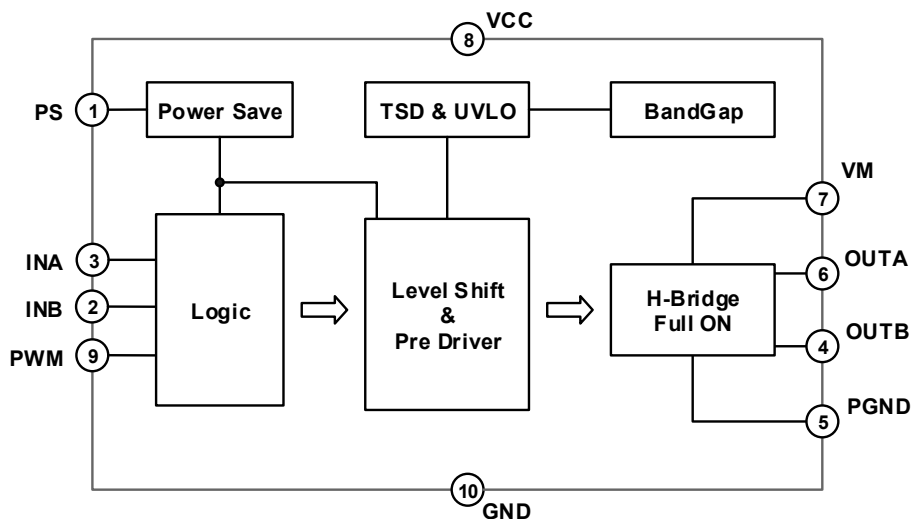 VCC
8
PS
1
Power Save
TSD & UVLO
BandGap
VM
7
INA
3
INB
2
PWM
9
Logic
Level Shift
&
Pre Driver
H-Bridge
Full ON
OUTA
6
OUTB
4
PGND
5
10
GND